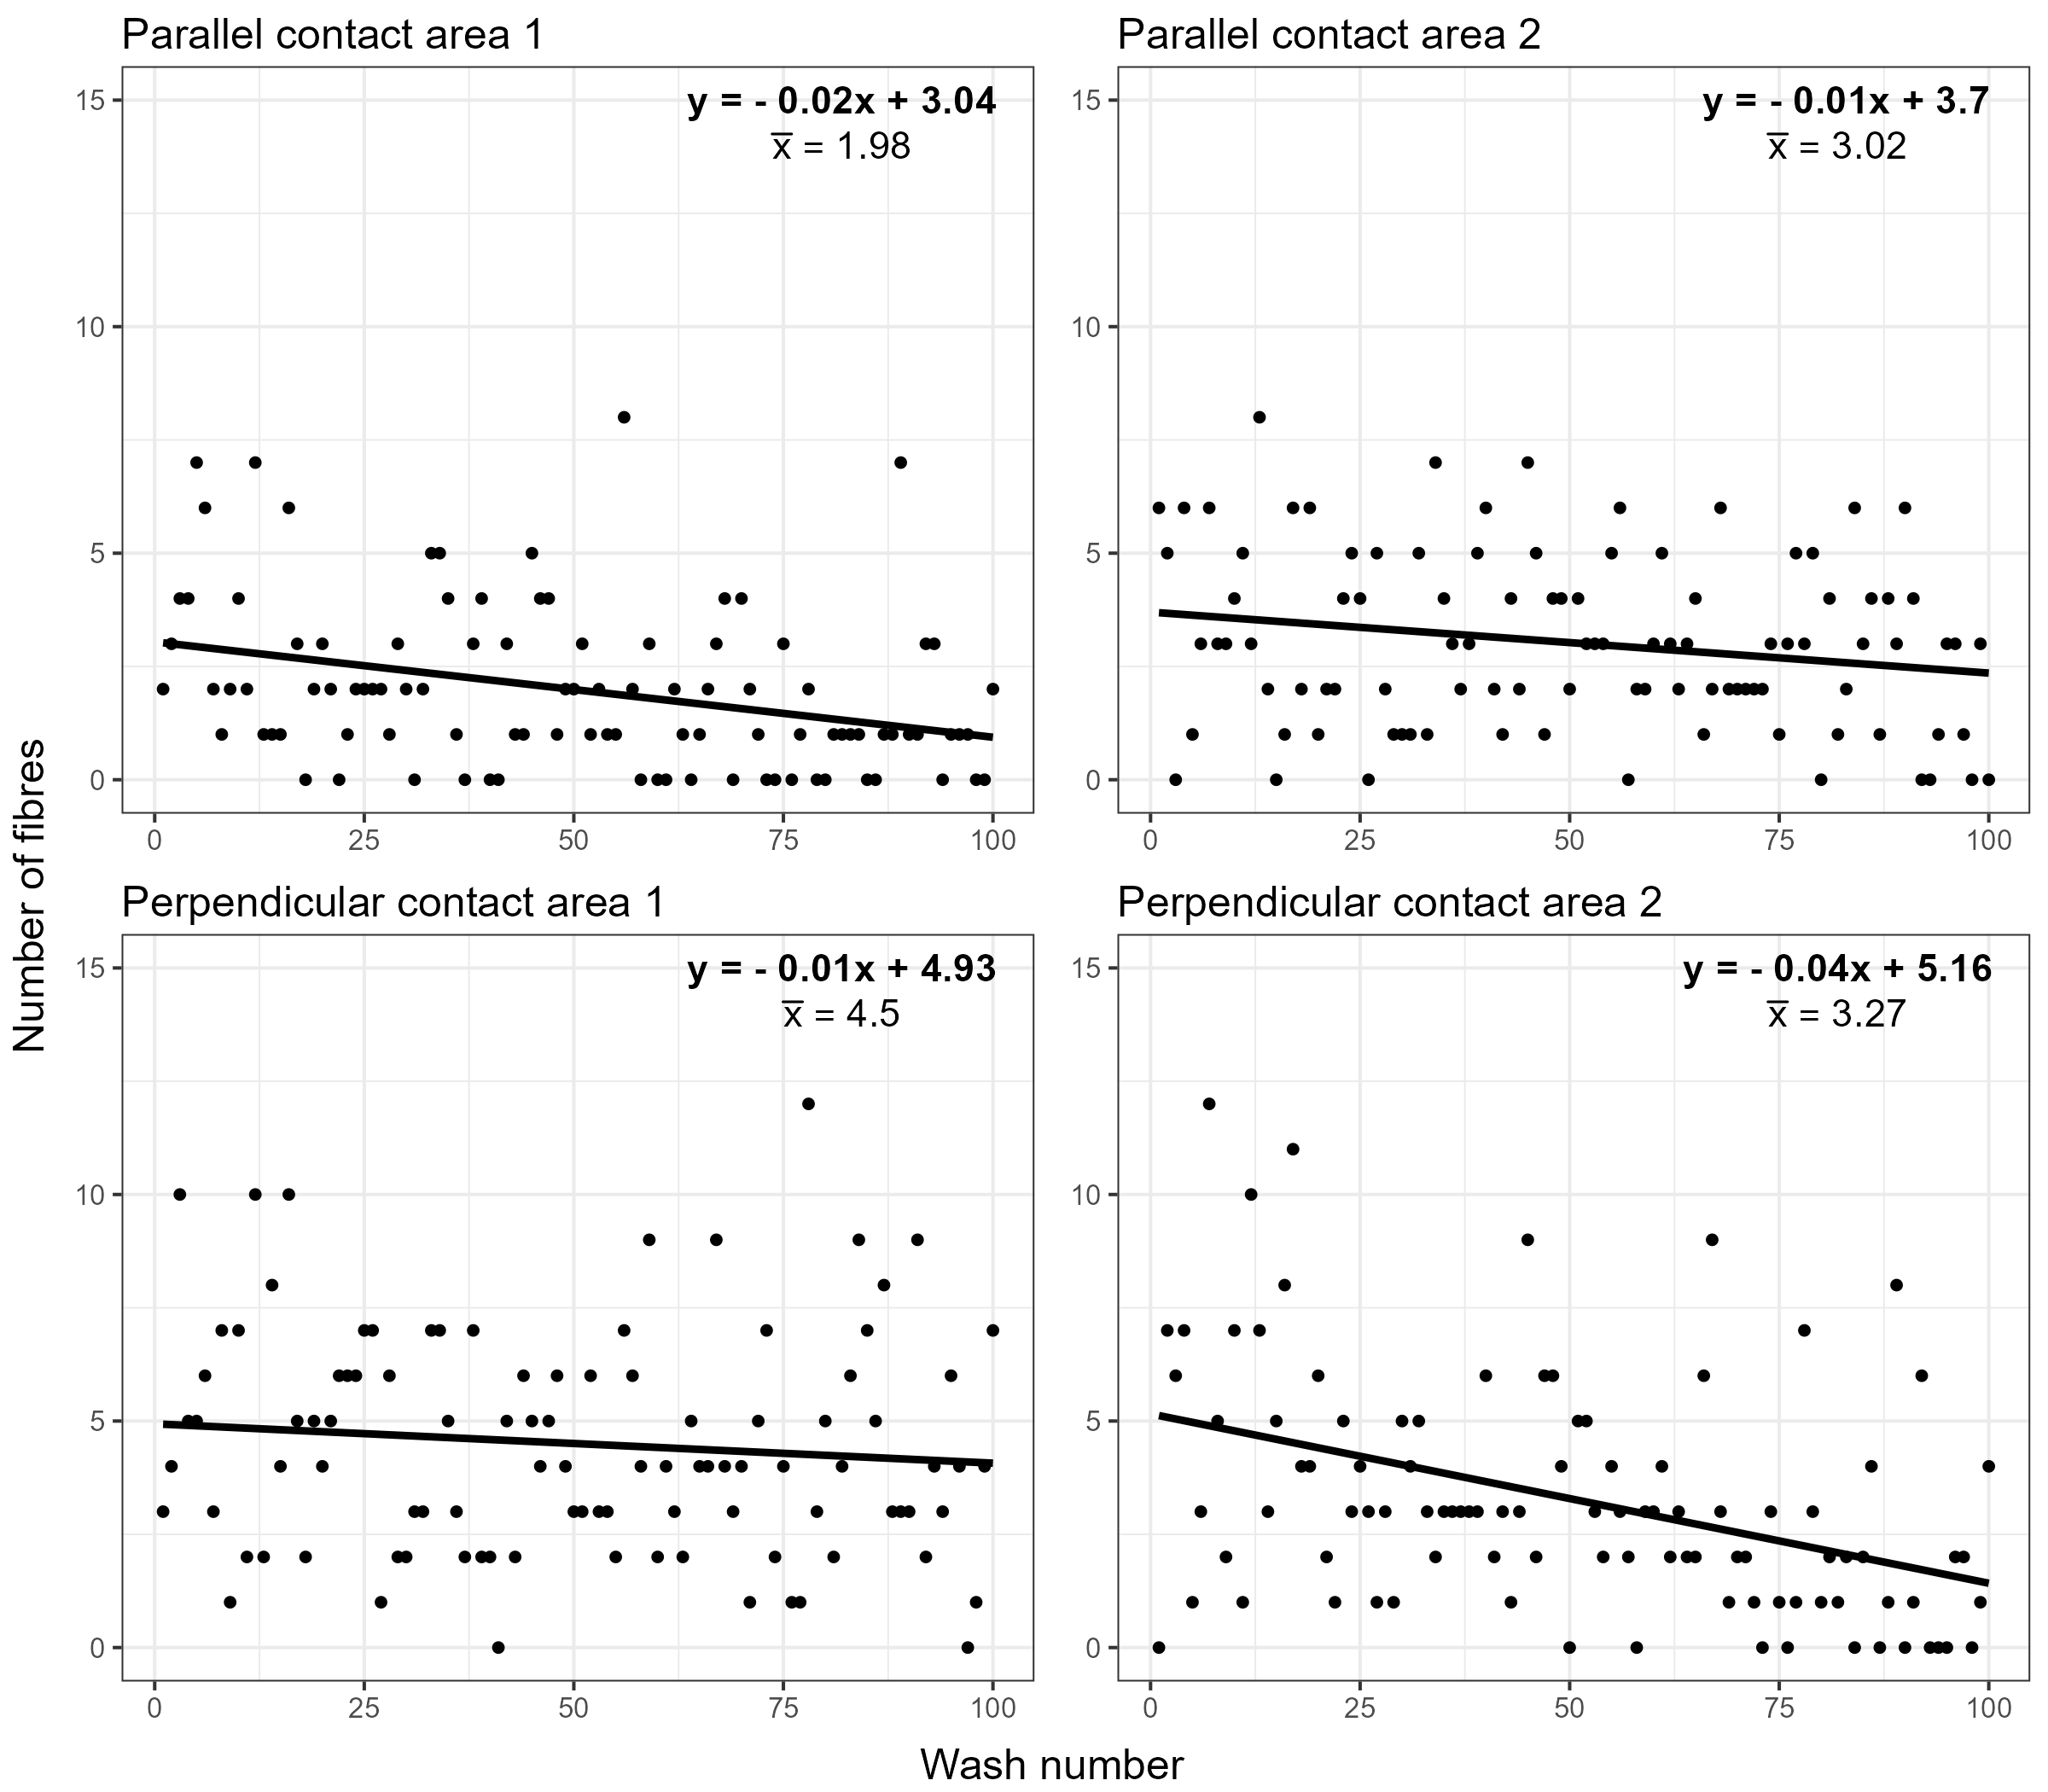 Parallel contact area 1
y = - 0.02x + 3.04
x̅ = 1.98
15
10
5
0
0 25 50 75 100
Parallel contact area 2
y = - 0.01x + 3.7
x̅ = 3.02
15
10
5
0
0 25 50 75 100
Number of fibres
Perpendicular contact area 1
y = - 0.01x + 4.93
x̅ = 4.5
15
10
5
0
0 25 50 75 100
Perpendicular contact area 2
y = - 0.04x + 5.16
x̅ = 3.27
15
10
5
0
0 25 50 75 100
Wash number